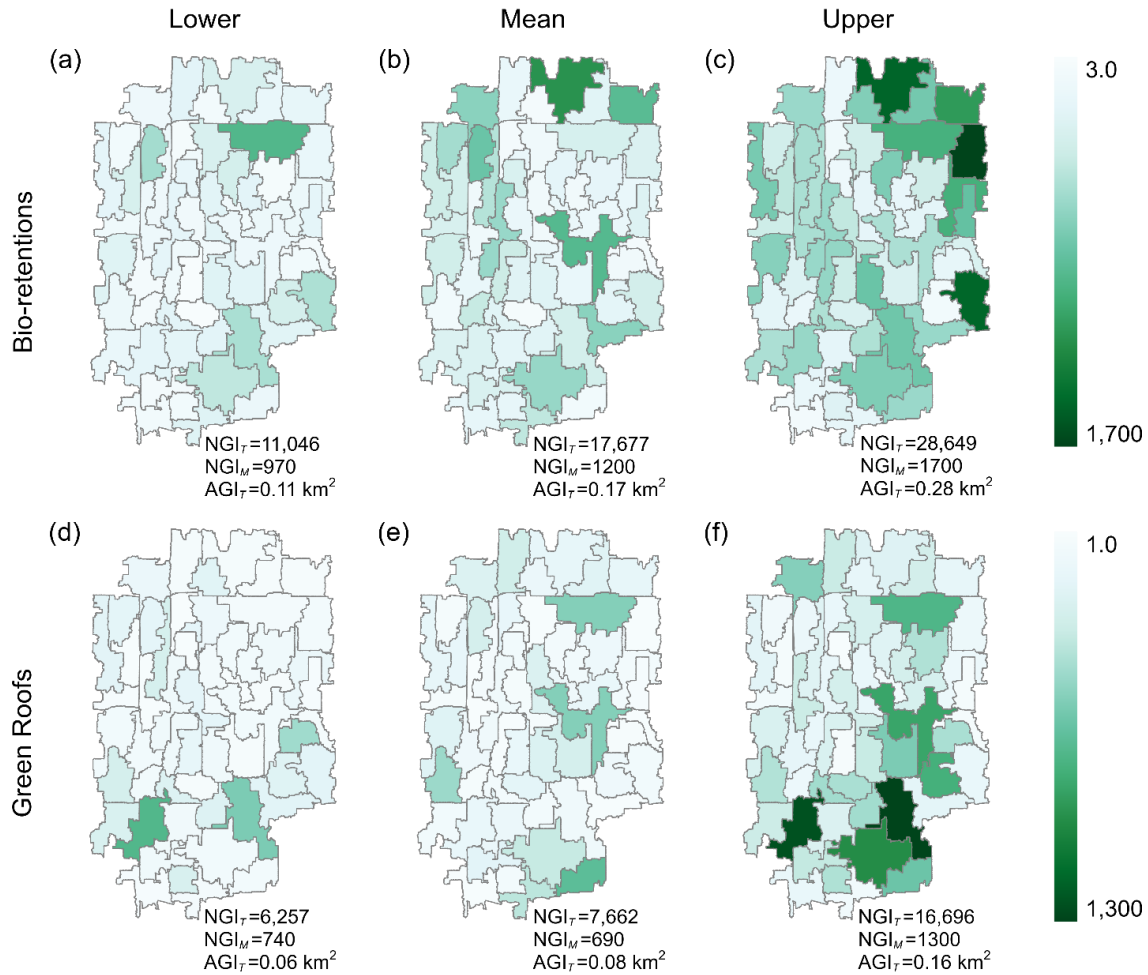 Lower Mean Upper
(a) (b) (c)
3.0
Bio-retentions
1,700
NGI_T=11,046
NGI_M=970
AGI_T=0.11 km²
NGI_T=17,677
NGI_M=1200
AGI_T=0.17 km²
NGI_T=28,649
NGI_M=1700
AGI_T=0.28 km²
(d) (e) (f)
1.0
Green Roofs
1,300
NGI_T=6,257
NGI_M=740
AGI_T=0.06 km²
NGI_T=7,662
NGI_M=690
AGI_T=0.08 km²
NGI_T=16,696
NGI_M=1300
AGI_T=0.16 km²